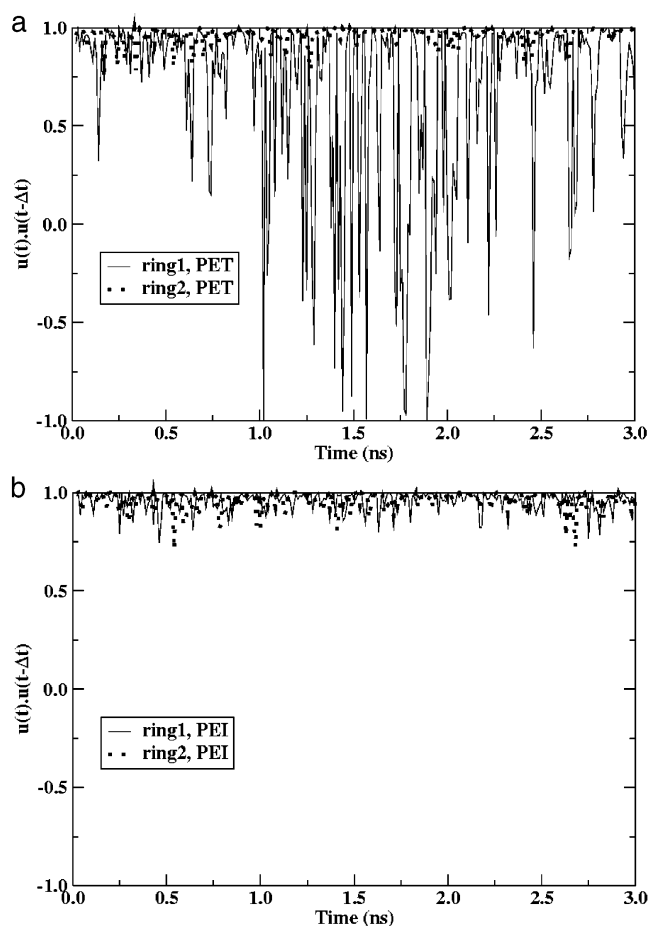 a
1.0
0.5
0.0
-0.5
-1.0
u(t).u(t-Δt)
ring1, PET
ring2, PET
0.0 0.5 1.0 1.5 2.0 2.5 3.0
Time (ns)
b
1.0
0.5
0.0
-0.5
-1.0
u(t).u(t-Δt)
ring1, PEI
ring2, PEI
0.0 0.5 1.0 1.5 2.0 2.5 3.0
Time (ns)